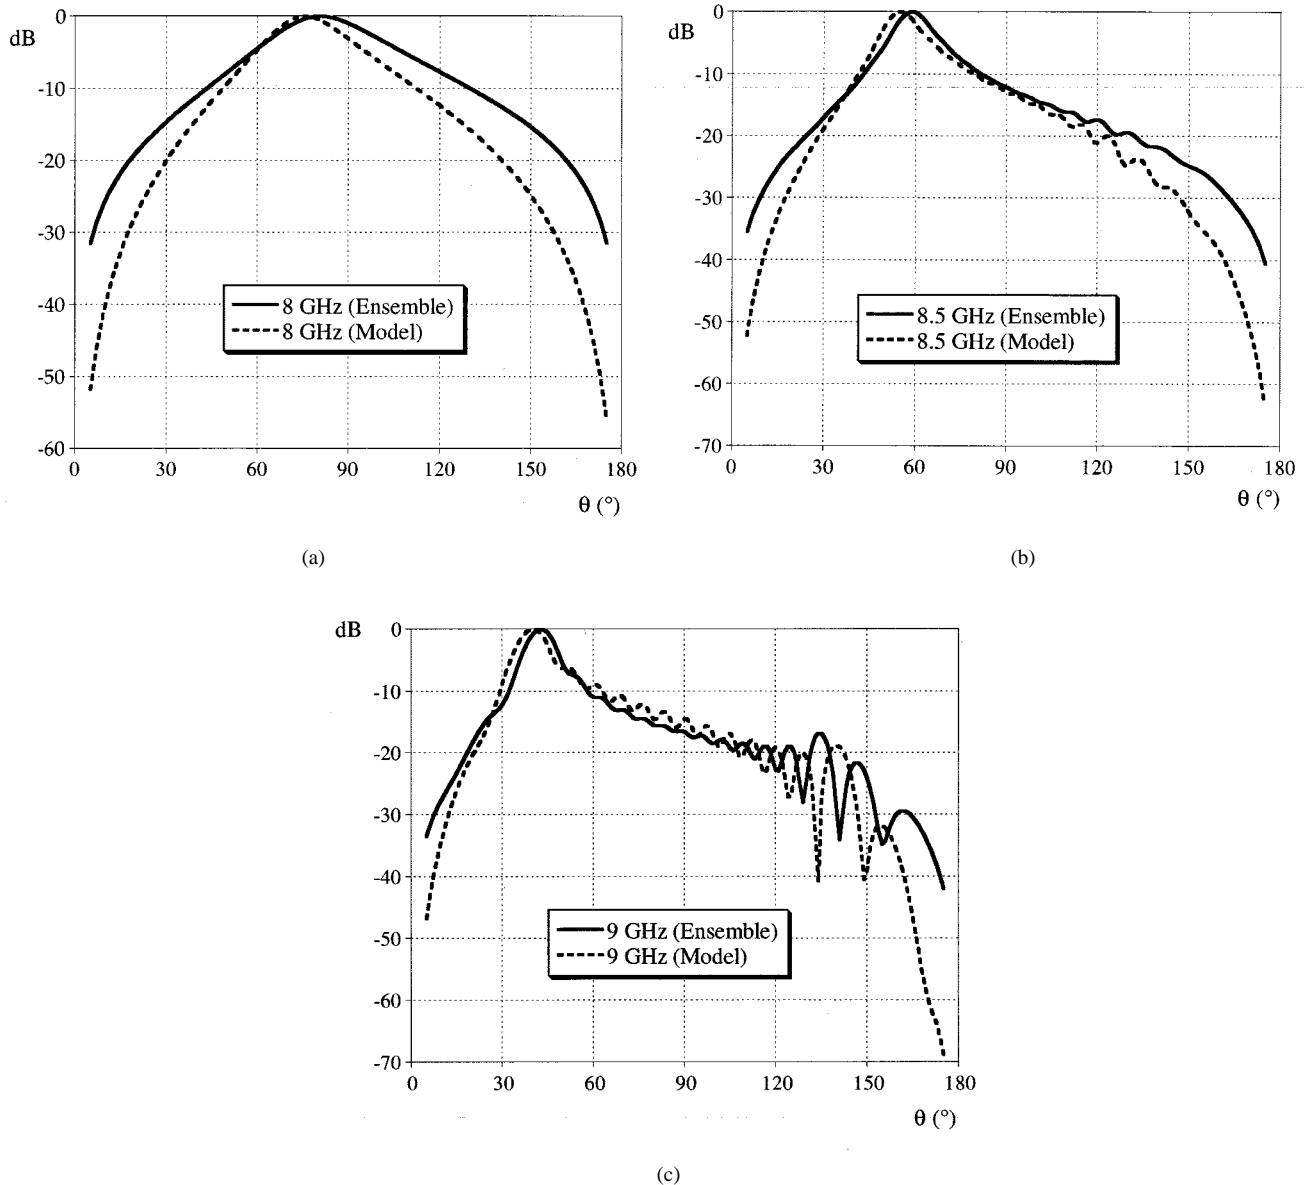 dB
0
-10
-20
-30
-40
-50
-60
8 GHz (Ensemble)
8 GHz (Model)
0 30 60 90 120 150 180
θ (°)
(a)
dB
0
-10
-20
-30
-40
-50
-60
-70
8.5 GHz (Ensemble)
8.5 GHz (Model)
0 30 60 90 120 150 180
θ (°)
(b)
dB
0
-10
-20
-30
-40
-50
-60
-70
9 GHz (Ensemble)
9 GHz (Model)
0 30 60 90 120 150 180
θ (°)
(c)